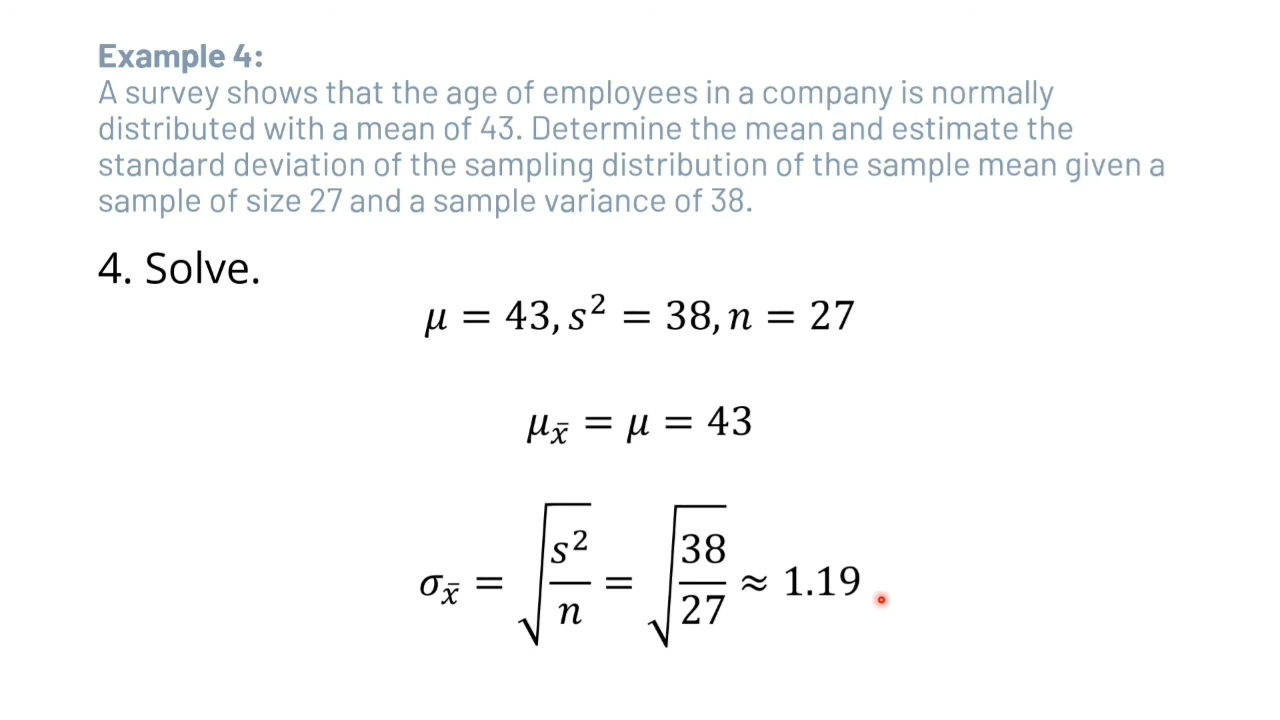 Example 4:
A survey shows that the age of employees in a company is normally
distributed with a mean of 43. Determine the mean and estimate the
standard deviation of the sampling distribution of the sample mean given a
sample of size 27 and a sample variance of 38.
4. Solve.
μ = 43, s² = 38, n = 27
μ_x̄ = μ = 43
σ_x̄ = √(s²/n) = √(38/27) ≈ 1.19